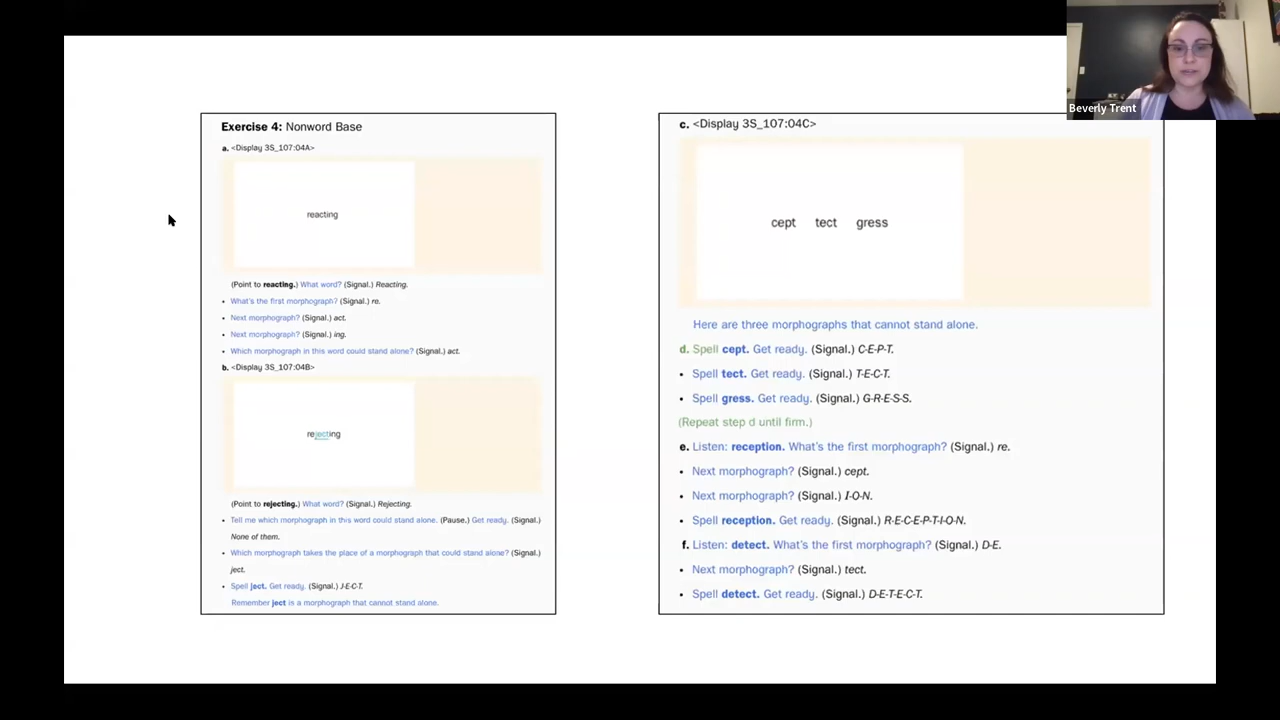 Beverly Trent
Exercise 4: Nonword Base
a. <Display 3S_107:04A>
reacting
(Point to reacting.) What word? (Signal.) Reacting.
• What's the first morphograph? (Signal.) re.
• Next morphograph? (Signal.) act.
• Next morphograph? (Signal.) ing.
• Which morphograph in this word could stand alone? (Signal.) act.
b. <Display 3S_107:04B>
rejecting
(Point to rejecting.) What word? (Signal.) Rejecting.
• Tell me which morphograph in this word could stand alone. (Pause.) Get ready. (Signal.)
None of them.
• Which morphograph takes the place of a morphograph that could stand alone? (Signal.)
ject.
• Spell ject. Get ready. (Signal.) J-E-C-T.
Remember ject is a morphograph that cannot stand alone.
c. <Display 3S_107:04C>
cept tect gress
Here are three morphographs that cannot stand alone.
d. Spell cept. Get ready. (Signal.) C-E-P-T.
• Spell tect. Get ready. (Signal.) T-E-C-T.
• Spell gress. Get ready. (Signal.) G-R-E-S-S.
(Repeat step d until firm.)
e. Listen: reception. What's the first morphograph? (Signal.) re.
• Next morphograph? (Signal.) cept.
• Next morphograph? (Signal.) I-O-N.
• Spell reception. Get ready. (Signal.) R-E-C-E-P-T-I-O-N.
f. Listen: detect. What's the first morphograph? (Signal.) D-E.
• Next morphograph? (Signal.) tect.
• Spell detect. Get ready. (Signal.) D-E-T-E-C-T.